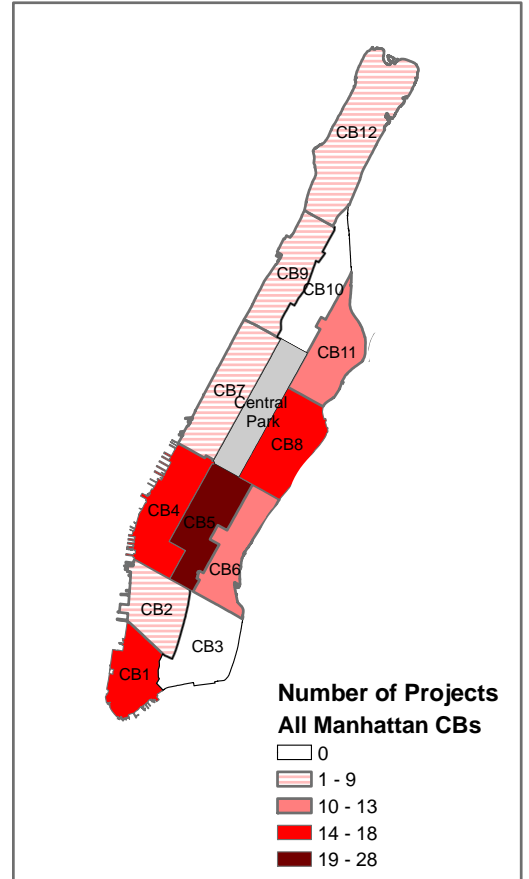 CB12
CB9
CB10
CB11
CB7
Central
Park
CB8
CB4
CB5
CB6
CB2
CB3
CB1
Number of Projects
All Manhattan CBs
0
1 - 9
10 - 13
14 - 18
19 - 28